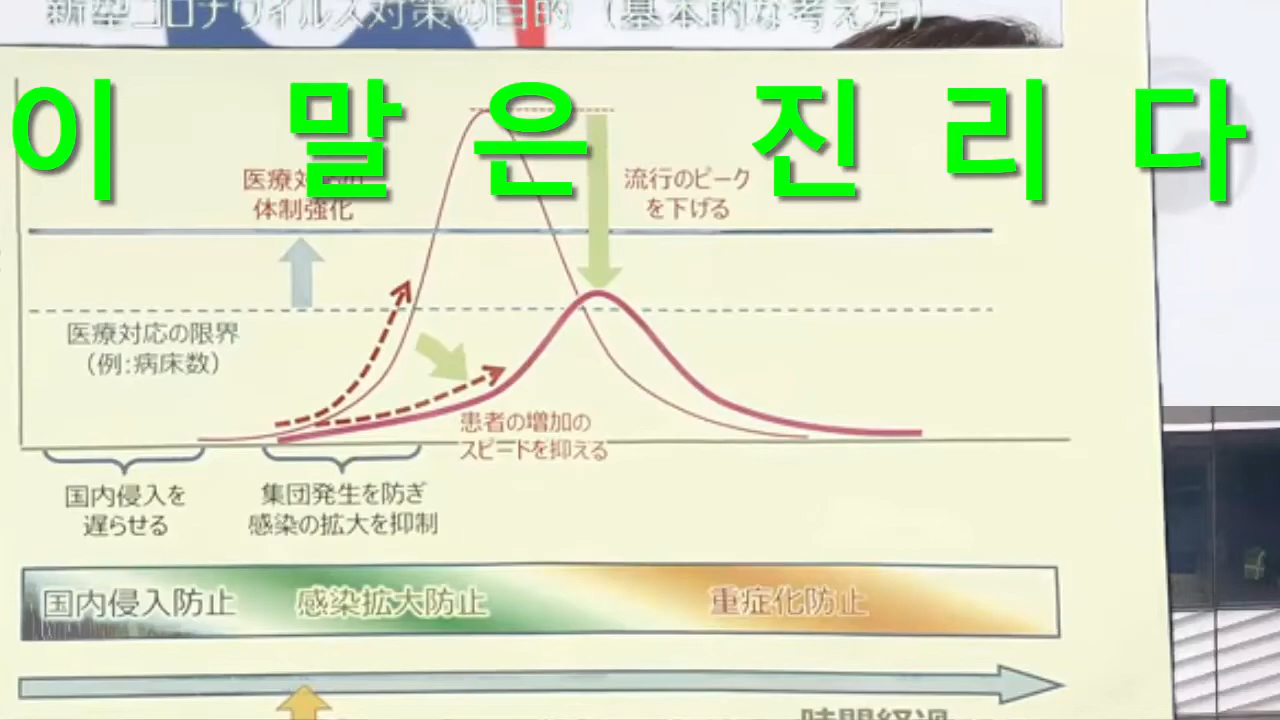 新型コロナウイルス対策の目的（基本的な考え方）
이 말은 진리다
医療対応の
体制強化
流行のピーク
を下げる
医療対応の限界
（例：病床数）
患者の増加の
スピードを抑える
国内侵入を
遅らせる
集団発生を防ぎ
感染の拡大を抑制
国内侵入防止 感染拡大防止 重症化防止
時間経過